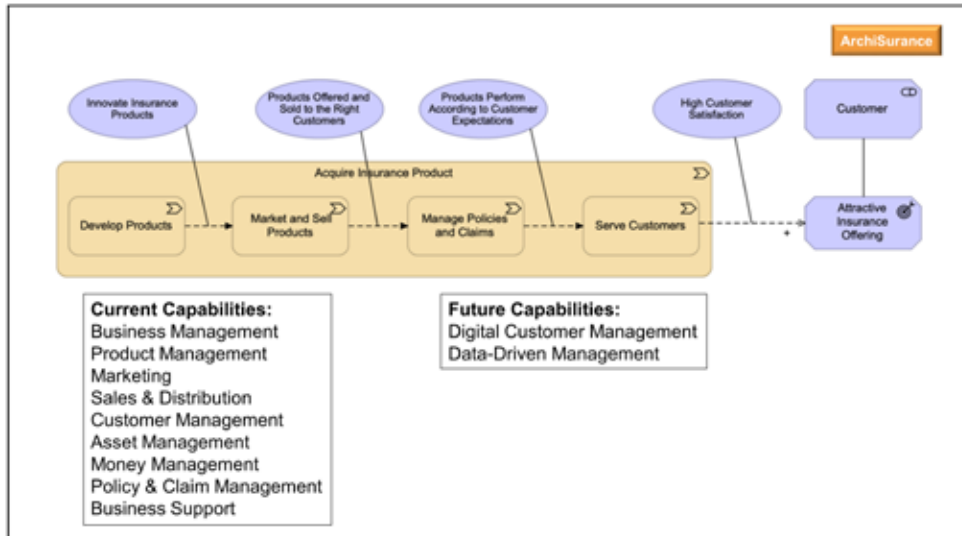 ArchiSurance
Innovate Insurance
Products
Products Offered and
Sold to the Right
Customers
Products Perform
According to Customer
Expectations
High Customer
Satisfaction
Customer
Acquire Insurance Product
Develop Products
Market and Sell
Products
Manage Policies
and Claims
Serve Customers
+
Attractive
Insurance
Offering
Current Capabilities:
Business Management
Product Management
Marketing
Sales & Distribution
Customer Management
Asset Management
Money Management
Policy & Claim Management
Business Support
Future Capabilities:
Digital Customer Management
Data-Driven Management